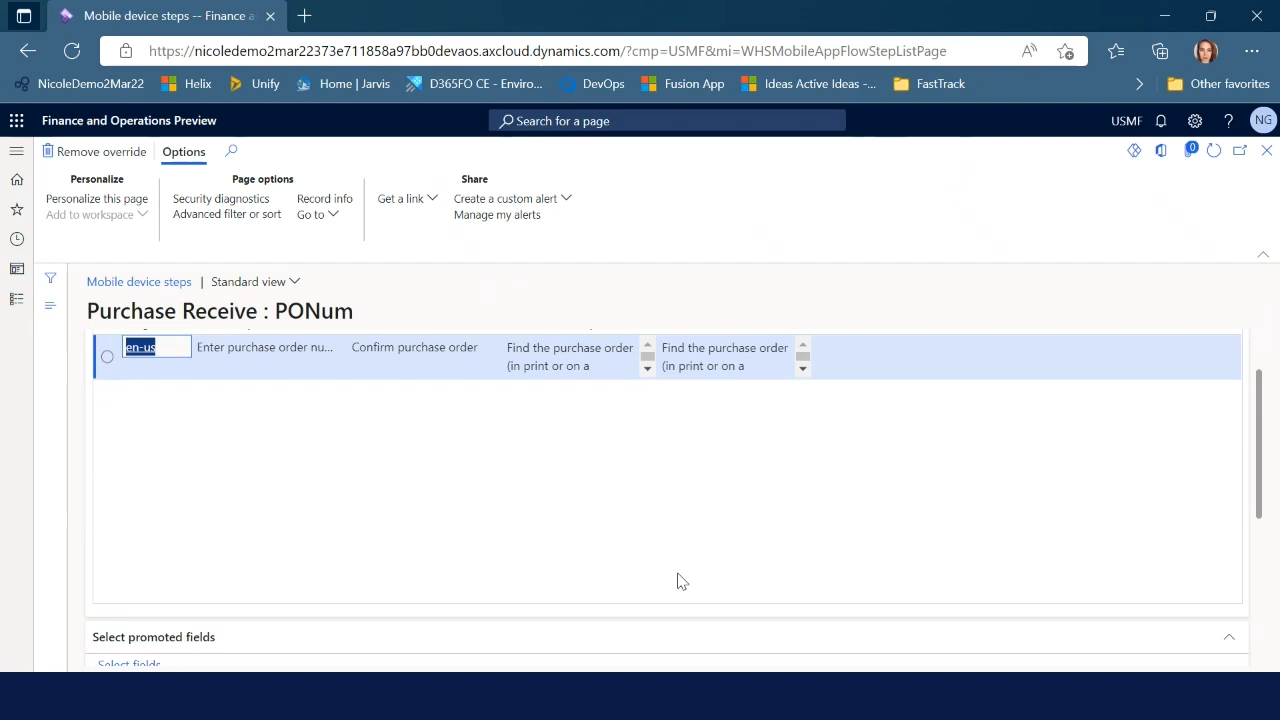 Mobile device steps -- Finance a
https://nicoledemo2mar22373e711858a97bb0devaos.axcloud.dynamics.com/?cmp=USMF&mi=WHSMobileAppFlowStepListPage
NicoleDemo2Mar22 Helix Unify Home | Jarvis D365FO CE - Enviro... DevOps Fusion App Ideas Active Ideas -... FastTrack Other favorites
Finance and Operations Preview Search for a page USMF ? NG
Remove override Options 0
Personalize Page options Share
Personalize this page Security diagnostics Record info Get a link Create a custom alert
Add to workspace Advanced filter or sort Go to Manage my alerts
Mobile device steps | Standard view
Purchase Receive : PONum
en-us Enter purchase order nu... Confirm purchase order Find the purchase order Find the purchase order
(in print or on a (in print or on a
Select promoted fields
Select fields